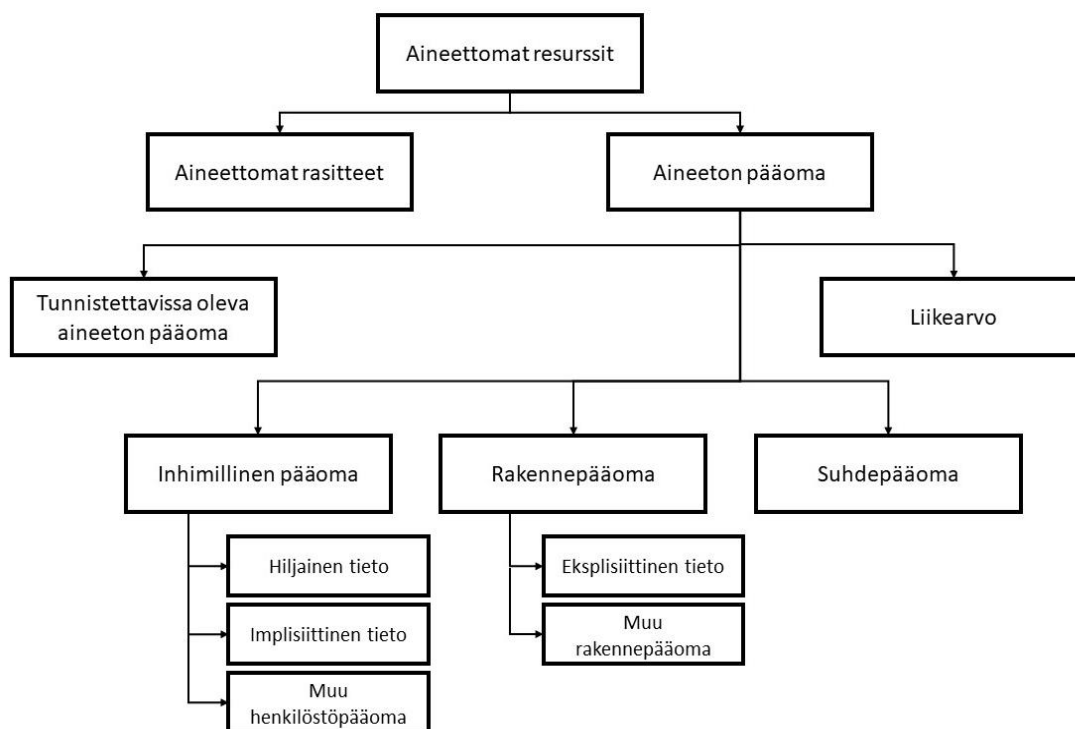 Aineettomat resurssit
Aineettomat rasitteet
Aineeton pääoma
Tunnistettavissa oleva
aineeton pääoma
Liikearvo
Inhimillinen pääoma
Rakennepääoma
Suhdepääoma
Hiljainen tieto
Eksplisiittinen tieto
Implisiittinen tieto
Muu
rakennepääoma
Muu
henkilöstöpääoma